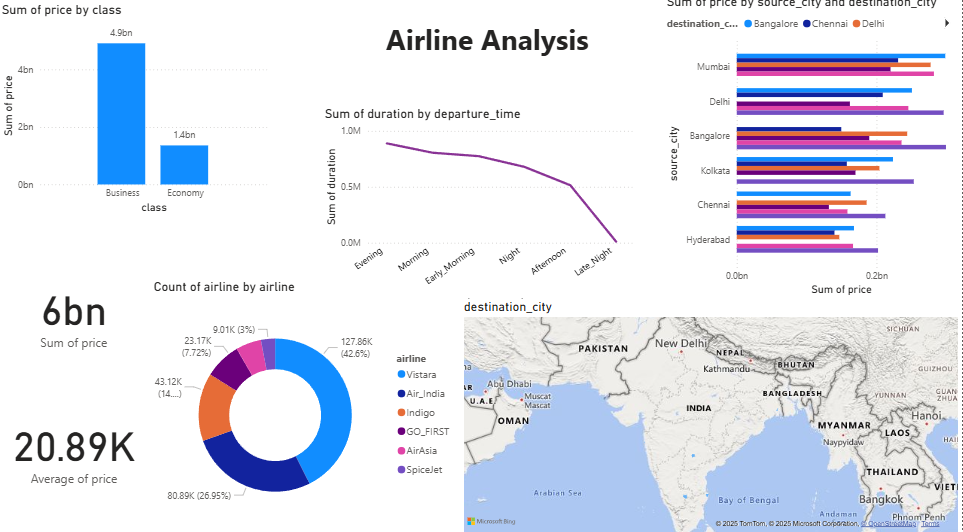 Sum of price by class
4.9bn
4bn
2bn
0bn
1.4bn
Business
Economy
class
Sum of price
Airline Analysis
Sum of duration by departure_time
1.0M
0.5M
0.0M
Sum of duration
Evening
Morning
Early_Morning
Night
Afternoon
Late_Night
Sum of price by source_city and destination_city
destination_c... Bangalore Chennai Delhi
Mumbai
Delhi
Bangalore
Kolkata
Chennai
Hyderabad
source_city
0.0bn
0.2bn
Sum of price
6bn
Sum of price
20.89K
Average of price
Count of airline by airline
9.01K (3%)
23.17K
(7.72%)
43.12K
(14....)
80.89K (26.95%)
127.86K
(42.6%)
airline
Vistara
Air_India
Indigo
GO_FIRST
AirAsia
SpiceJet
destination_city
SICHUAN
PAKISTAN
New Delhi
NEPAL
Kathmandu
BHUTAN
GUIZHOU
Abu Dhabi
U.A.E.
Muscat
Mascat
OMAN
BANGLADESH
YUNNAN
INDIA
MYANMAR
Naypyidaw
Hanoi
LAOS
THAILAND
Bangkok
Arabian Sea
Bay of Bengal
Andaman
Phnom Penh
Microsoft Bing
© 2025 TomTom, © 2025 Microsoft Corporation, © OpenStreetMap Terms